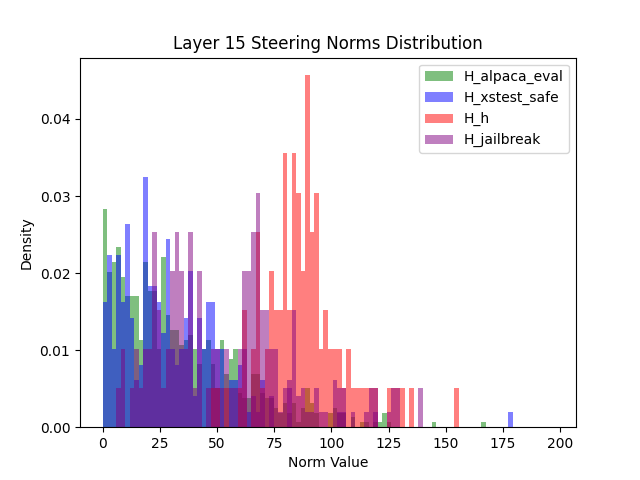 Layer 15 Steering Norms Distribution
H_alpaca_eval
H_xstest_safe
H_h
H_jailbreak
Density
0.04
0.03
0.02
0.01
0.00
0 25 50 75 100 125 150 175 200
Norm Value